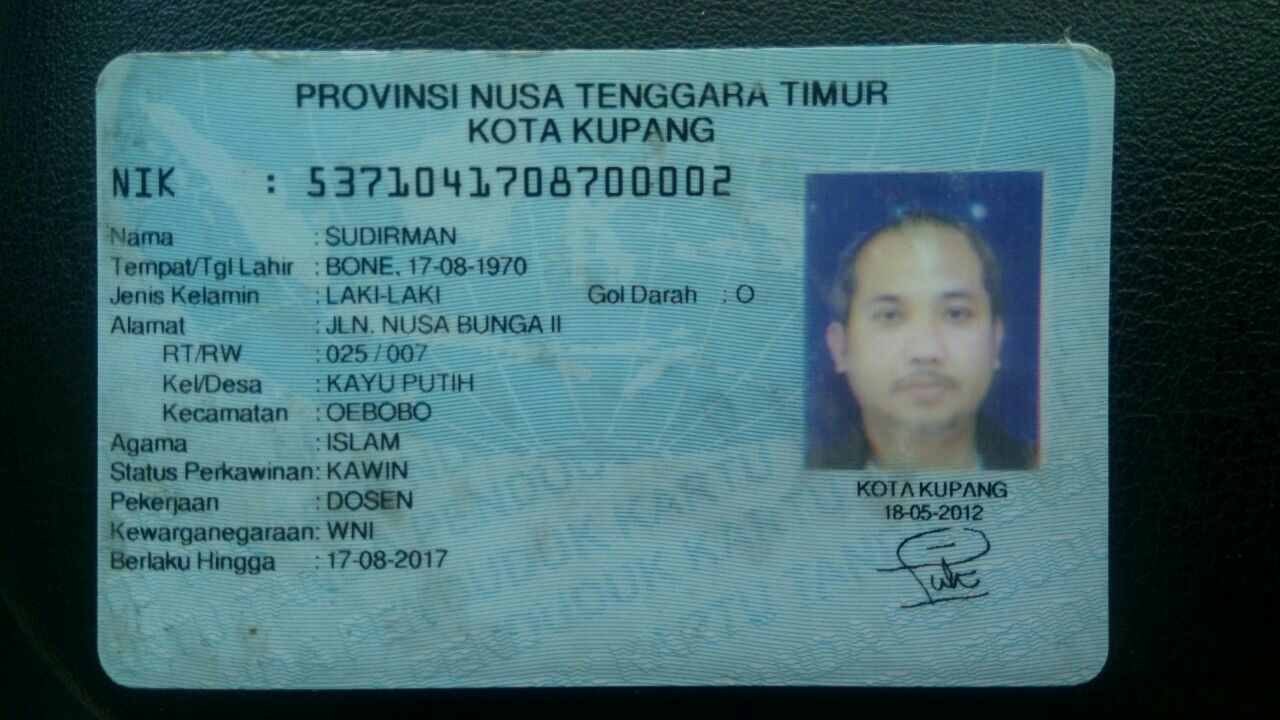 PROVINSI NUSA TENGGARA TIMUR
KOTA KUPANG
NIK : 5371041708700002
Nama : SUDIRMAN
Tempat/Tgl Lahir : BONE, 17-08-1970
Jenis Kelamin : LAKI-LAKI Gol Darah : O
Alamat : JLN. NUSA BUNGA II
RT/RW : 025 / 007
Kel/Desa : KAYU PUTIH
Kecamatan : OEBOBO
Agama : ISLAM
Status Perkawinan : KAWIN
Pekerjaan : DOSEN
Kewarganegaraan : WNI
Berlaku Hingga : 17-08-2017
KOTA KUPANG
18-05-2012